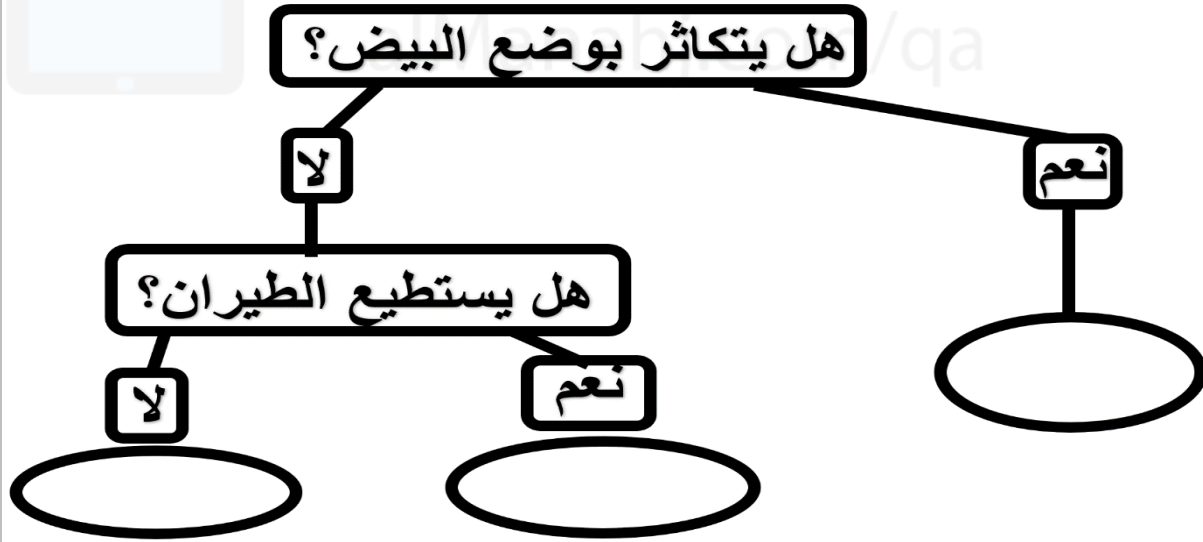 هل يتكاثر بوضع البيض؟
نعم
لا
هل يستطيع الطيران؟
نعم
لا